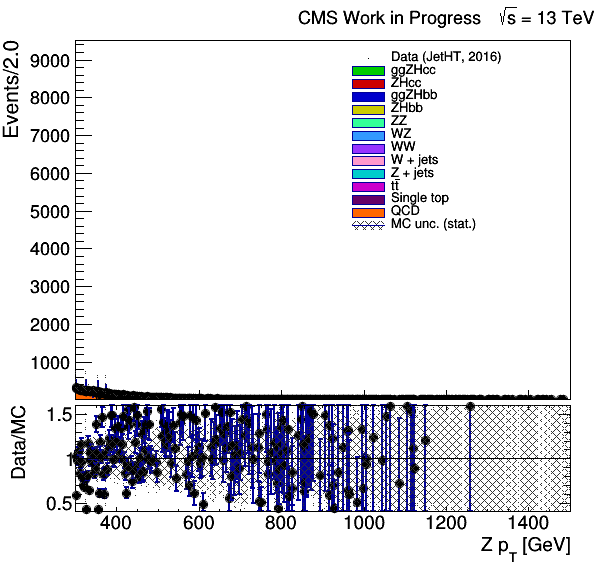 CMS Work in Progress √s = 13 TeV
Events/2.0
9000
8000
7000
6000
5000
4000
3000
2000
1000
Data (JetHT, 2016)
ggZHcc
ZHcc
ggZHbb
ZHbb
ZZ
WZ
WW
W + jets
Z + jets
tt̄
Single top
QCD
MC unc. (stat.)
Data/MC
1.5
1
0.5
400 600 800 1000 1200 1400
Z pT [GeV]